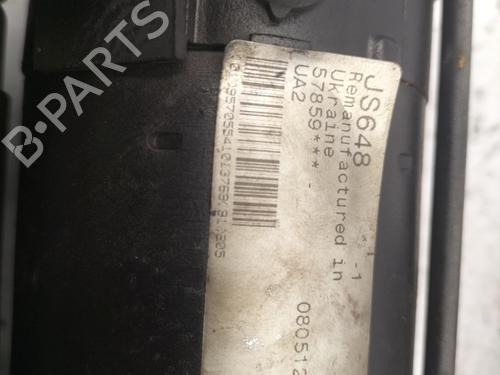 JS648 -1
Remanufactured in
Ukraine
57859*** -
UA2
080512
B-PARTS